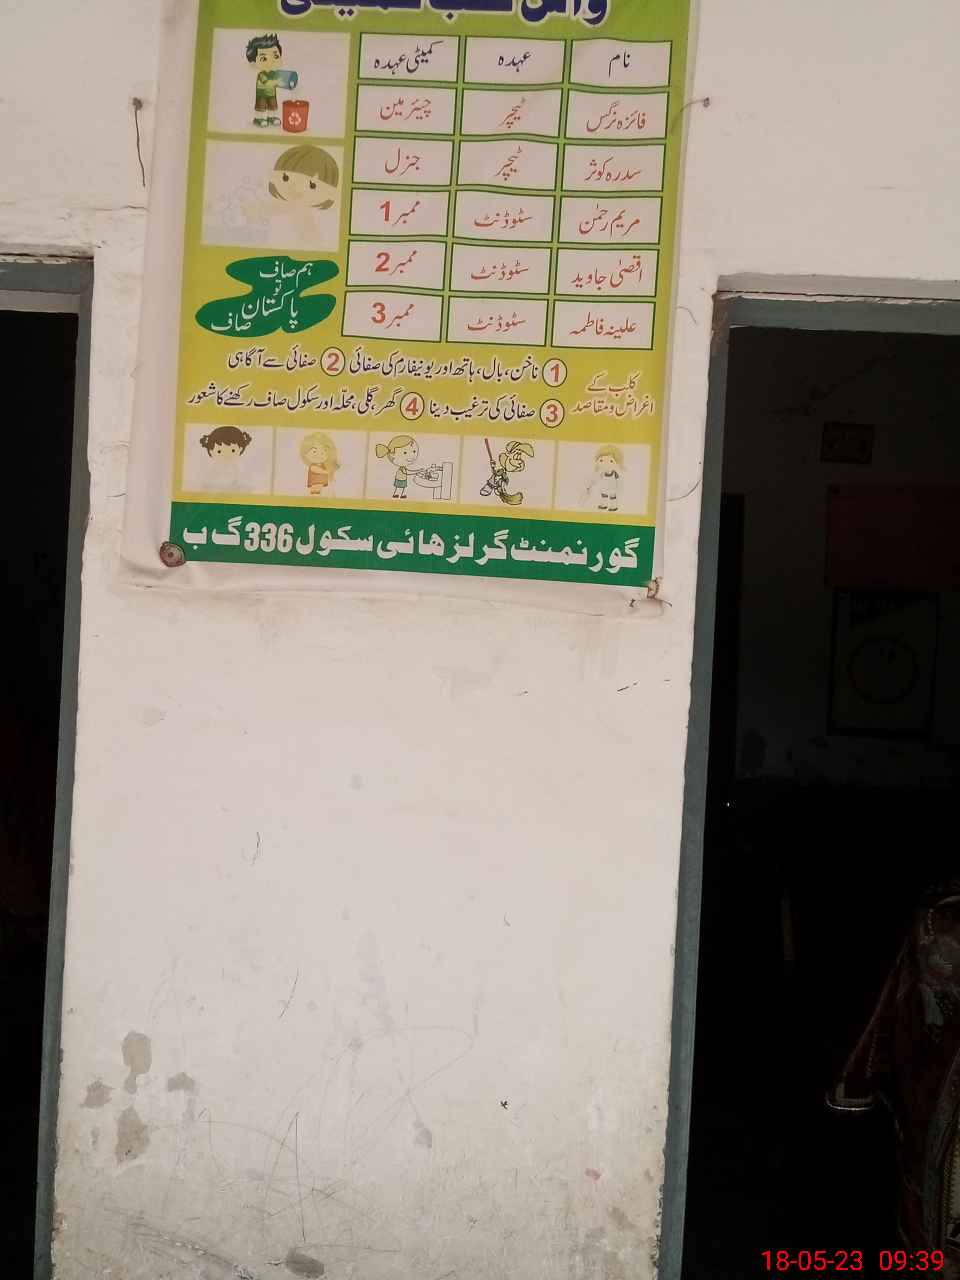 نام عہدہ کمیٹی عہدہ
فائزہ نرگس ٹیچر چیئرمین
سدرہ کوثر ٹیچر جنرل
مریم رحمٰن سٹوڈنٹ ممبر 1
اقصٰی جاوید سٹوڈنٹ ممبر 2
علینہ فاطمہ سٹوڈنٹ ممبر 3
ہم صاف
تو
پاکستان
صاف
کلب کے
اغراض و مقاصد
1 ناخن، بال، ہاتھ اور یونیفارم کی صفائی 2 صفائی سے آگاہی
3 صفائی کی ترغیب دینا 4 گھر، گلی، محلّہ اور سکول صاف رکھنے کا شعور
گورنمنٹ گرلز ھائی سکول 336 گ ب
18-05-23 09:39